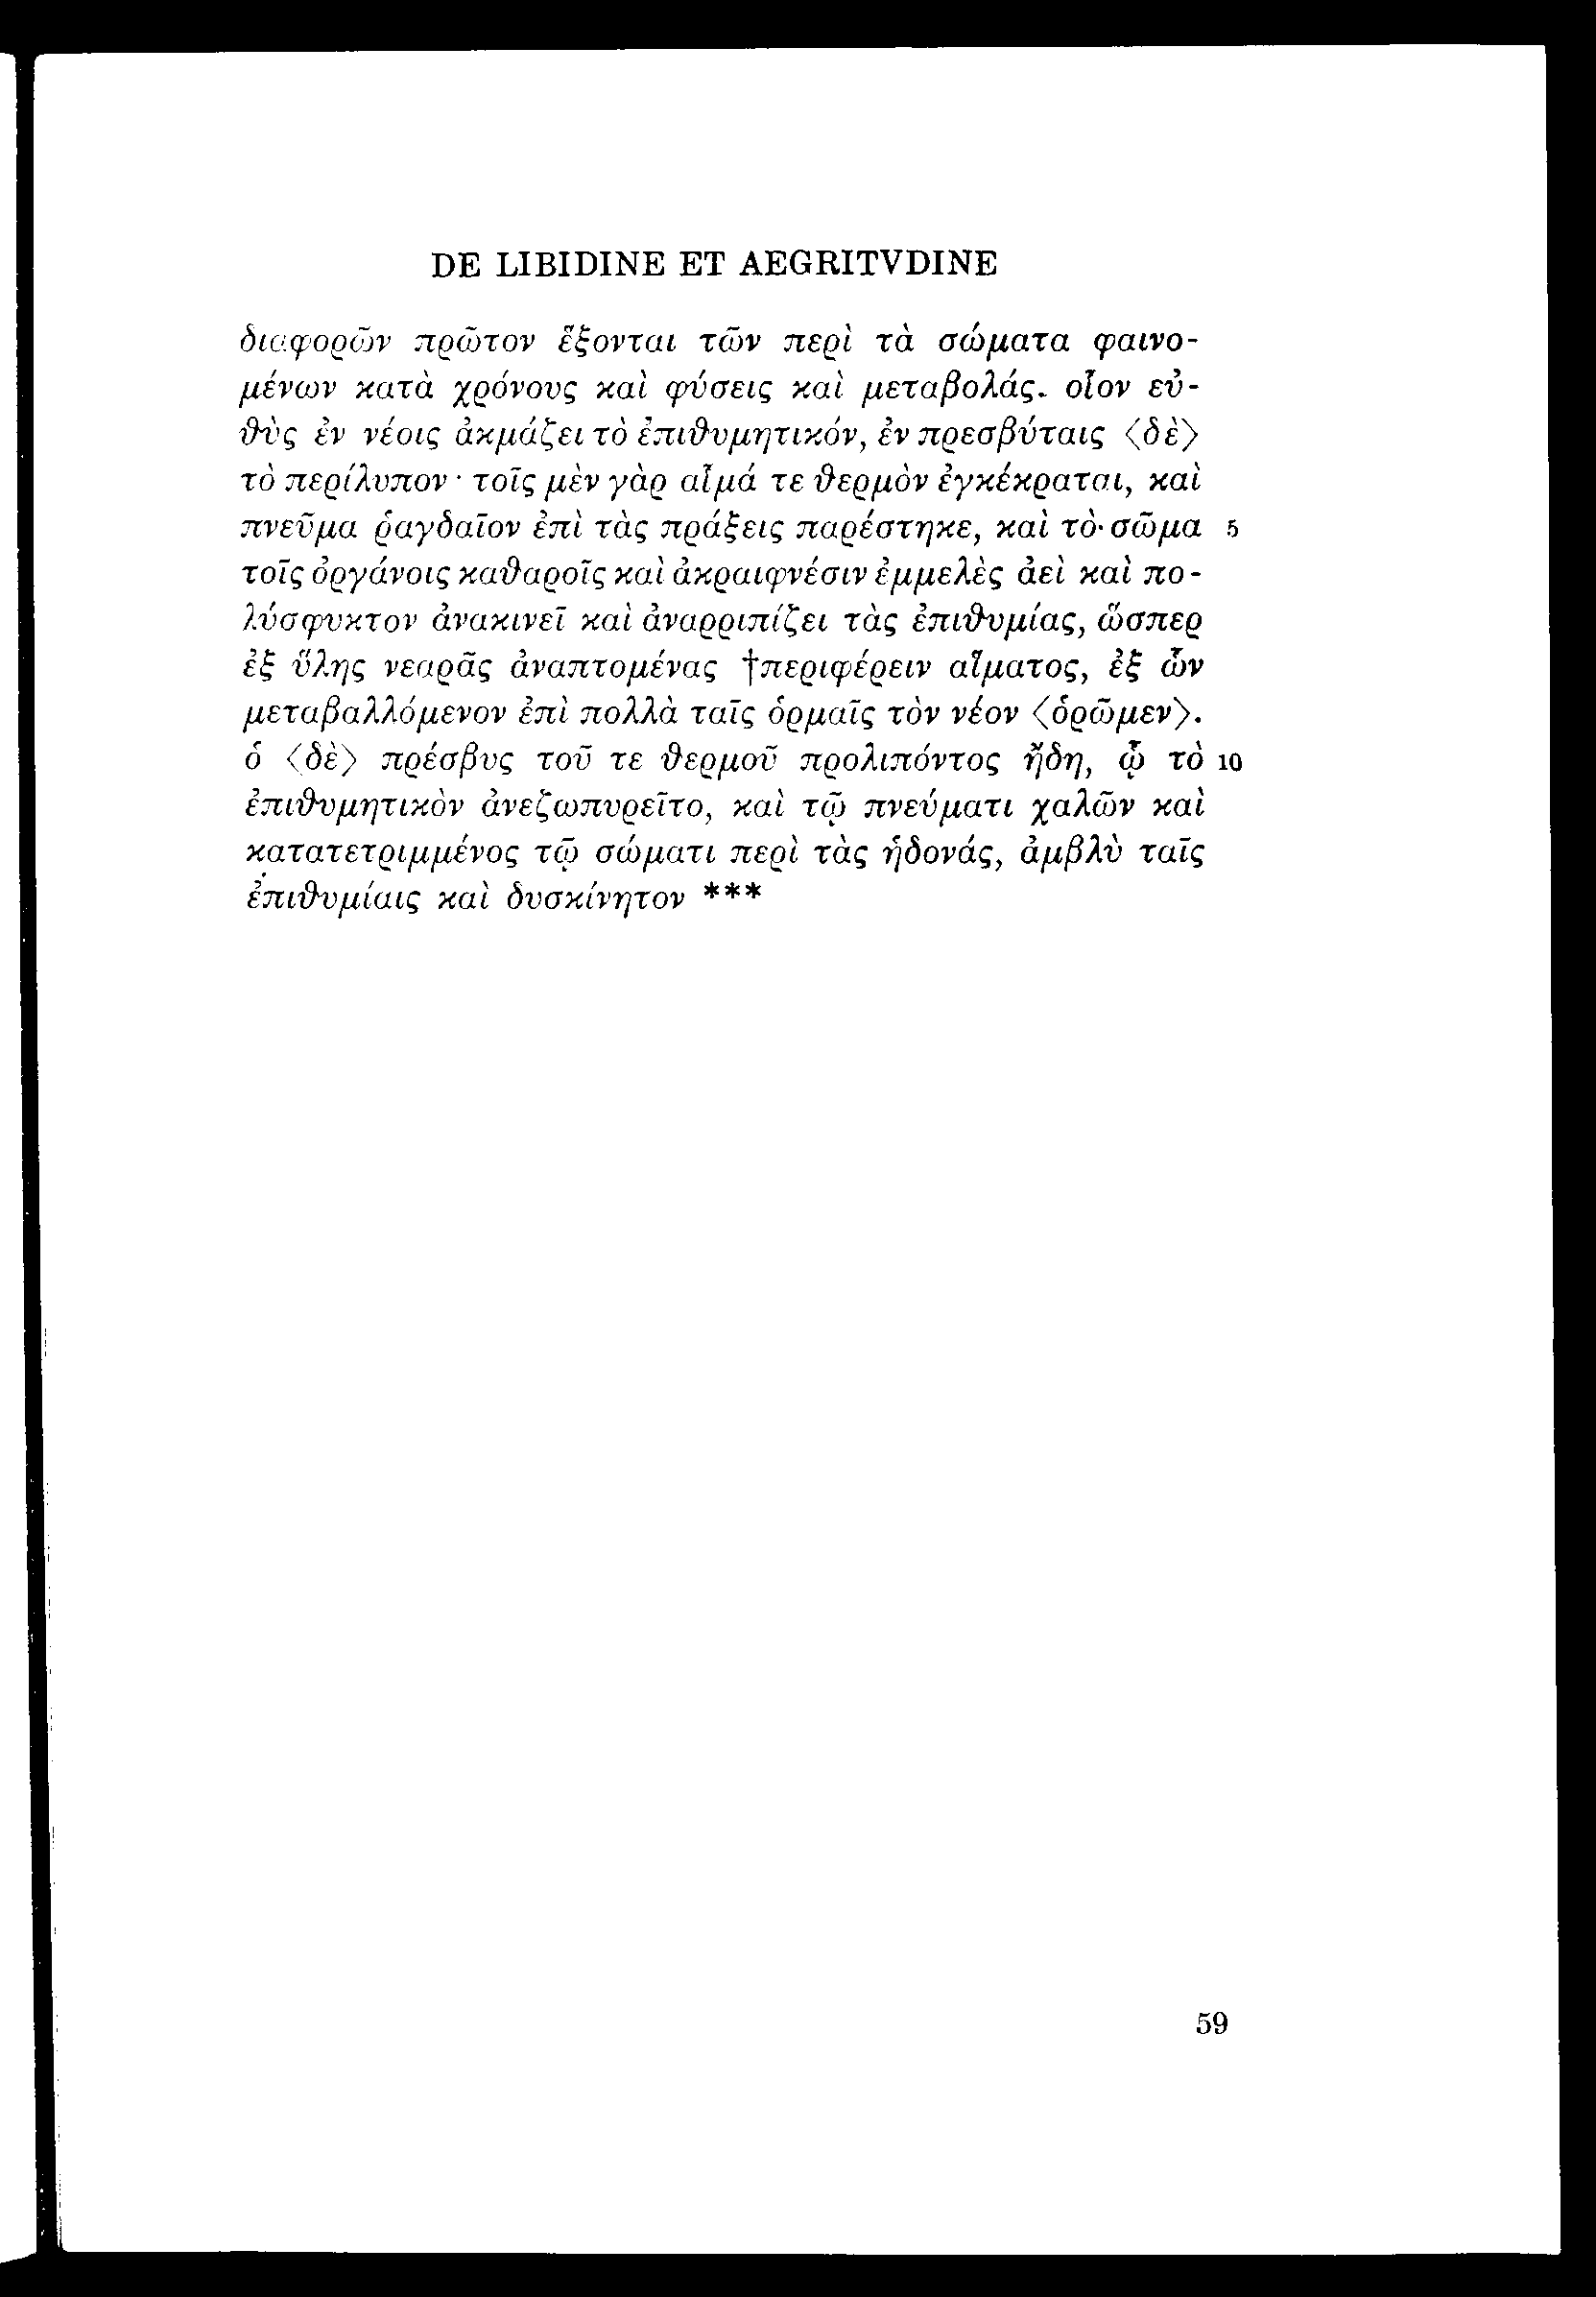 DE LIBIDINE ET AEGRITVDINE
διαφορῶν πρῶτον ἕξονται τῶν περὶ τὰ σώματα φαινο-
μένων κατὰ χρόνους καὶ φύσεις καὶ μεταβολάς. οἷον εὐ-
θὺς ἐν νέοις ἀκμάζει τὸ ἐπιθυμητικόν, ἐν πρεσβύταις ⟨δὲ⟩
τὸ περίλυπον · τοῖς μὲν γὰρ αἷμά τε θερμὸν ἐγκέκραται, καὶ
πνεῦμα ῥαγδαῖον ἐπὶ τὰς πράξεις παρέστηκε, καὶ τὸ σῶμα 5
τοῖς ὀργάνοις καθαροῖς καὶ ἀκραιφνέσιν ἐμμελὲς ἀεὶ καὶ πο-
λύσφυκτον ἀνακινεῖ καὶ ἀναρριπίζει τὰς ἐπιθυμίας, ὥσπερ
ἐξ ὕλης νεαρᾶς ἀναπτομένας †περιφέρειν αἵματος, ἐξ ὧν
μεταβαλλόμενον ἐπὶ πολλὰ ταῖς ὁρμαῖς τὸν νέον ⟨ὁρῶμεν⟩.
ὁ ⟨δὲ⟩ πρέσβυς τοῦ τε θερμοῦ προλιπόντος ἤδη, ᾧ τὸ 10
ἐπιθυμητικὸν ἀνεζωπυρεῖτο, καὶ τῷ πνεύματι χαλῶν καὶ
κατατετριμμένος τῷ σώματι περὶ τὰς ἡδονάς, ἀμβλὺ ταῖς
ἐπιθυμίαις καὶ δυσκίνητον ***
59